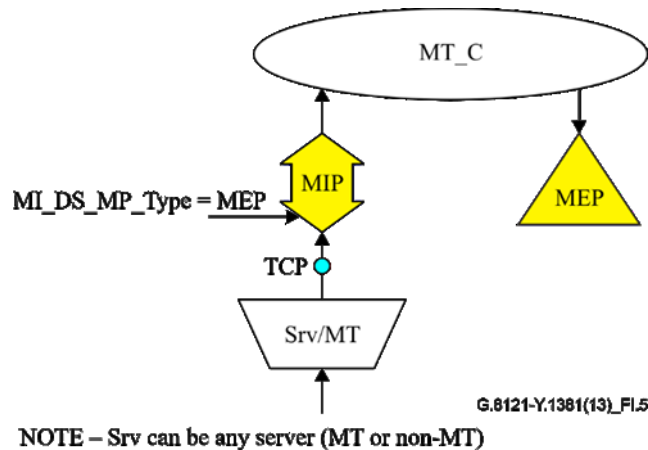 MT_C
MIP
MEP
MI_DS_MP_Type = MEP
TCP
Srv/MT
G.8121-Y.1381(13)_FI.5
NOTE – Srv can be any server (MT or non-MT)